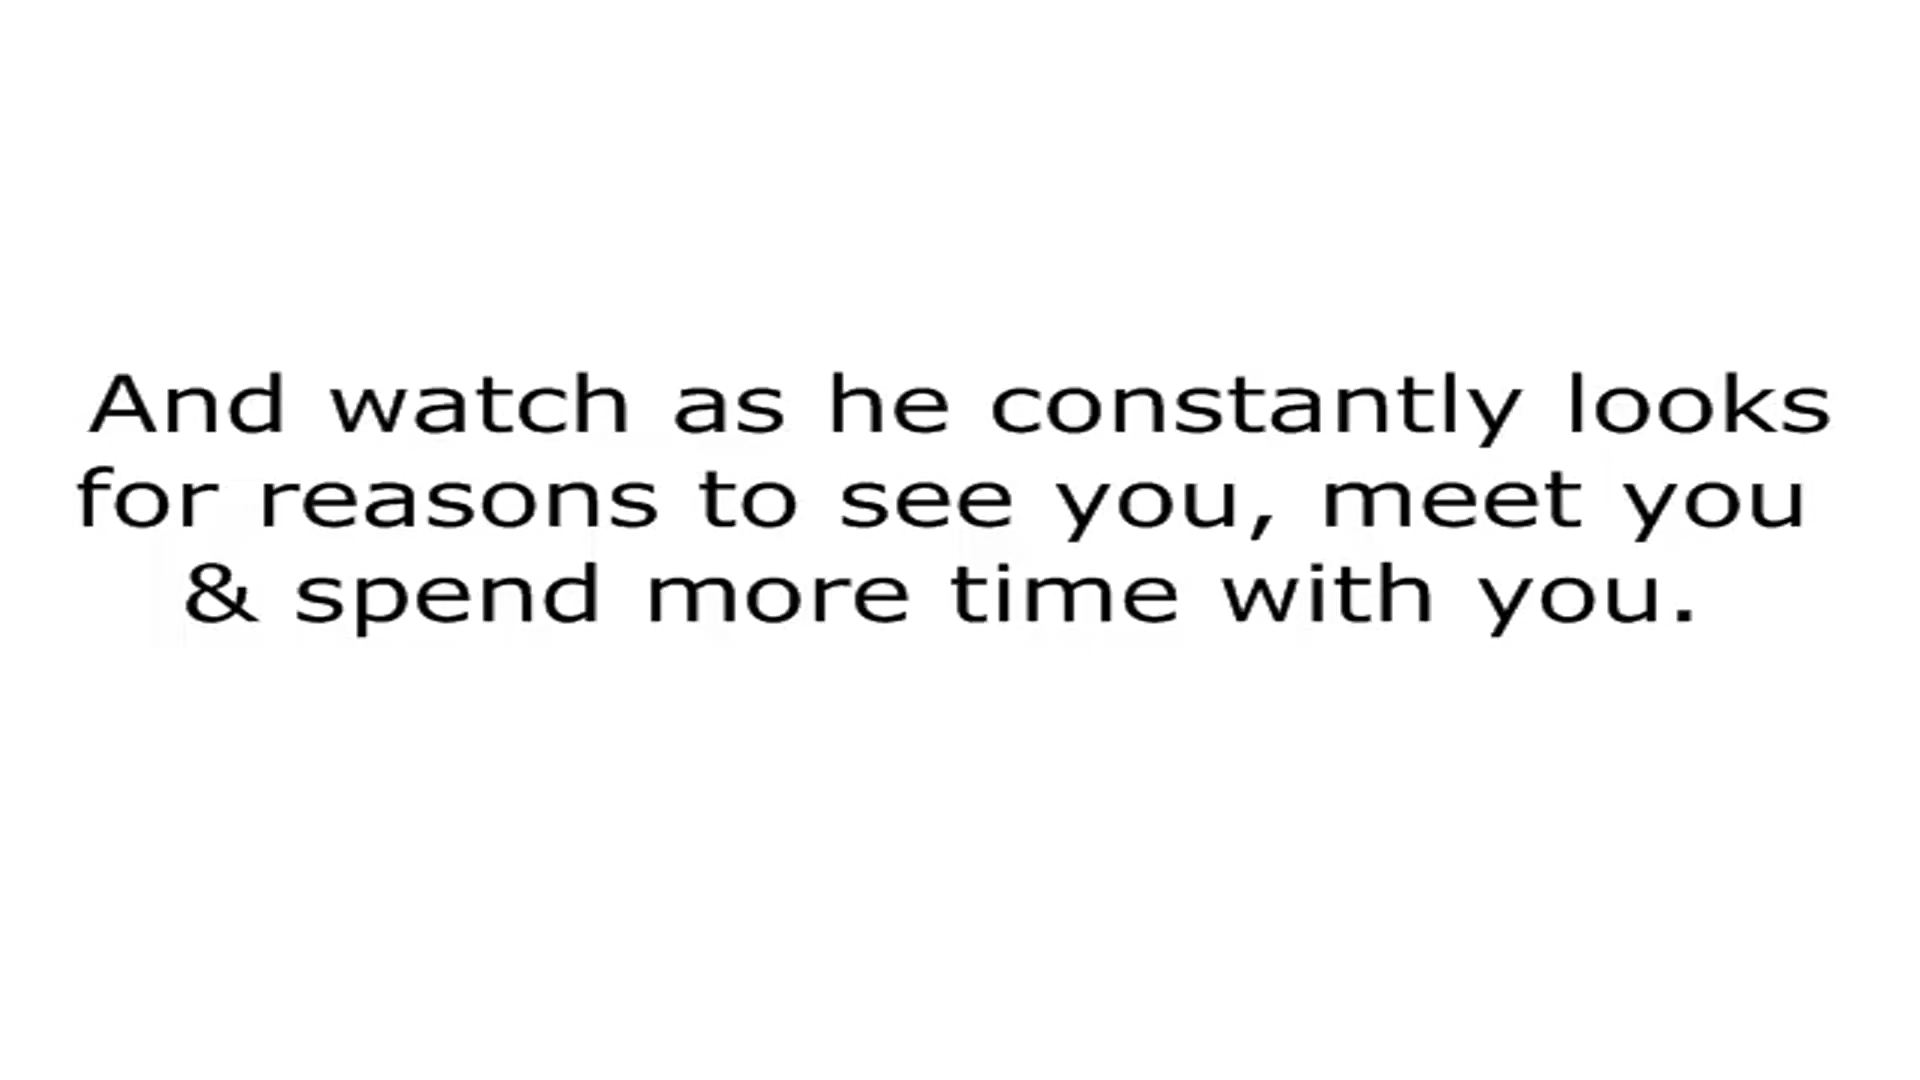 And watch as he constantly looks
for reasons to see you, meet you
& spend more time with you.